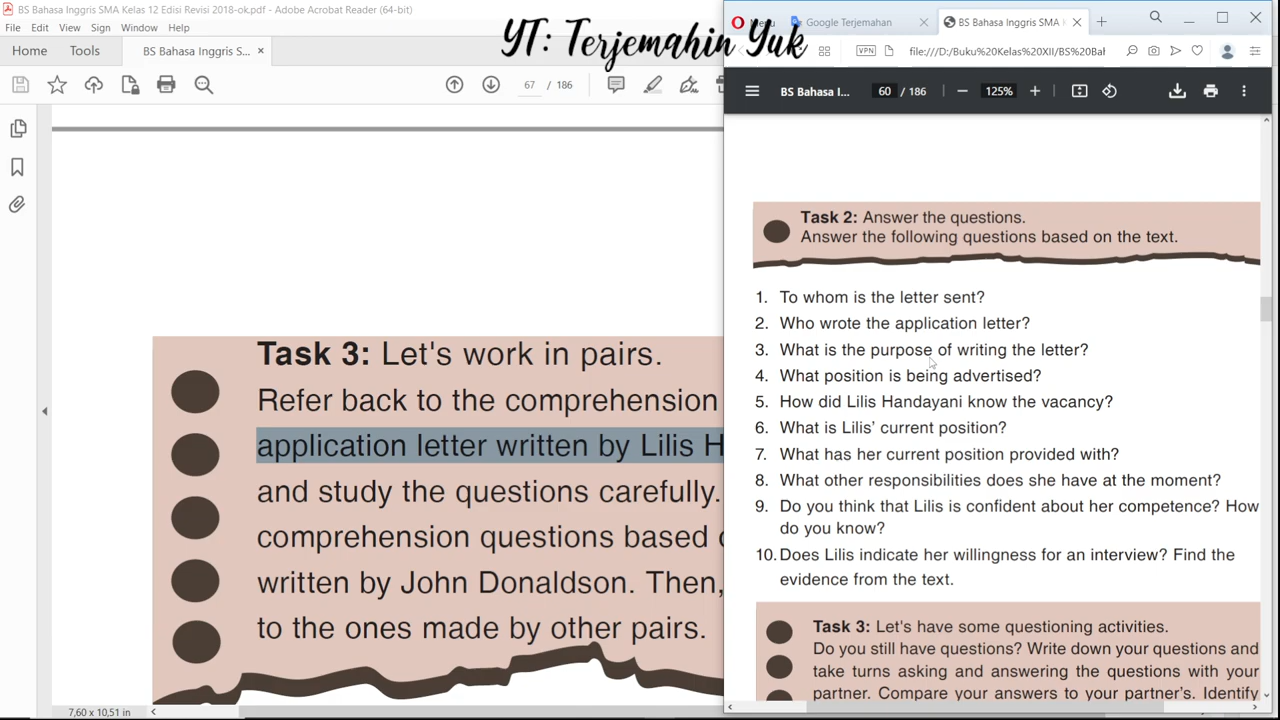 BS Bahasa Inggris SMA Kelas 12 Edisi Revisi 2018-ok.pdf - Adobe Acrobat Reader (64-bit)
File Edit View Sign Window Help
Home Tools BS Bahasa Inggris S... ×
67 / 186
YT: Terjemahin Yuk
Task 3: Let's work in pairs.
Refer back to the comprehension
application letter written by Lilis H
and study the questions carefully.
comprehension questions based
written by John Donaldson. Then,
to the ones made by other pairs.
7,60 x 10,51 in
Google Terjemahan
BS Bahasa Inggris SMA
VPN file:///D:/Buku%20Kelas%20XII/BS%20Bah
BS Bahasa I... 60 / 186 125%
Task 2: Answer the questions.
Answer the following questions based on the text.
1. To whom is the letter sent?
2. Who wrote the application letter?
3. What is the purpose of writing the letter?
4. What position is being advertised?
5. How did Lilis Handayani know the vacancy?
6. What is Lilis' current position?
7. What has her current position provided with?
8. What other responsibilities does she have at the moment?
9. Do you think that Lilis is confident about her competence? How
do you know?
10. Does Lilis indicate her willingness for an interview? Find the
evidence from the text.
Task 3: Let's have some questioning activities.
Do you still have questions? Write down your questions and
take turns asking and answering the questions with your
partner. Compare your answers to your partner's. Identify